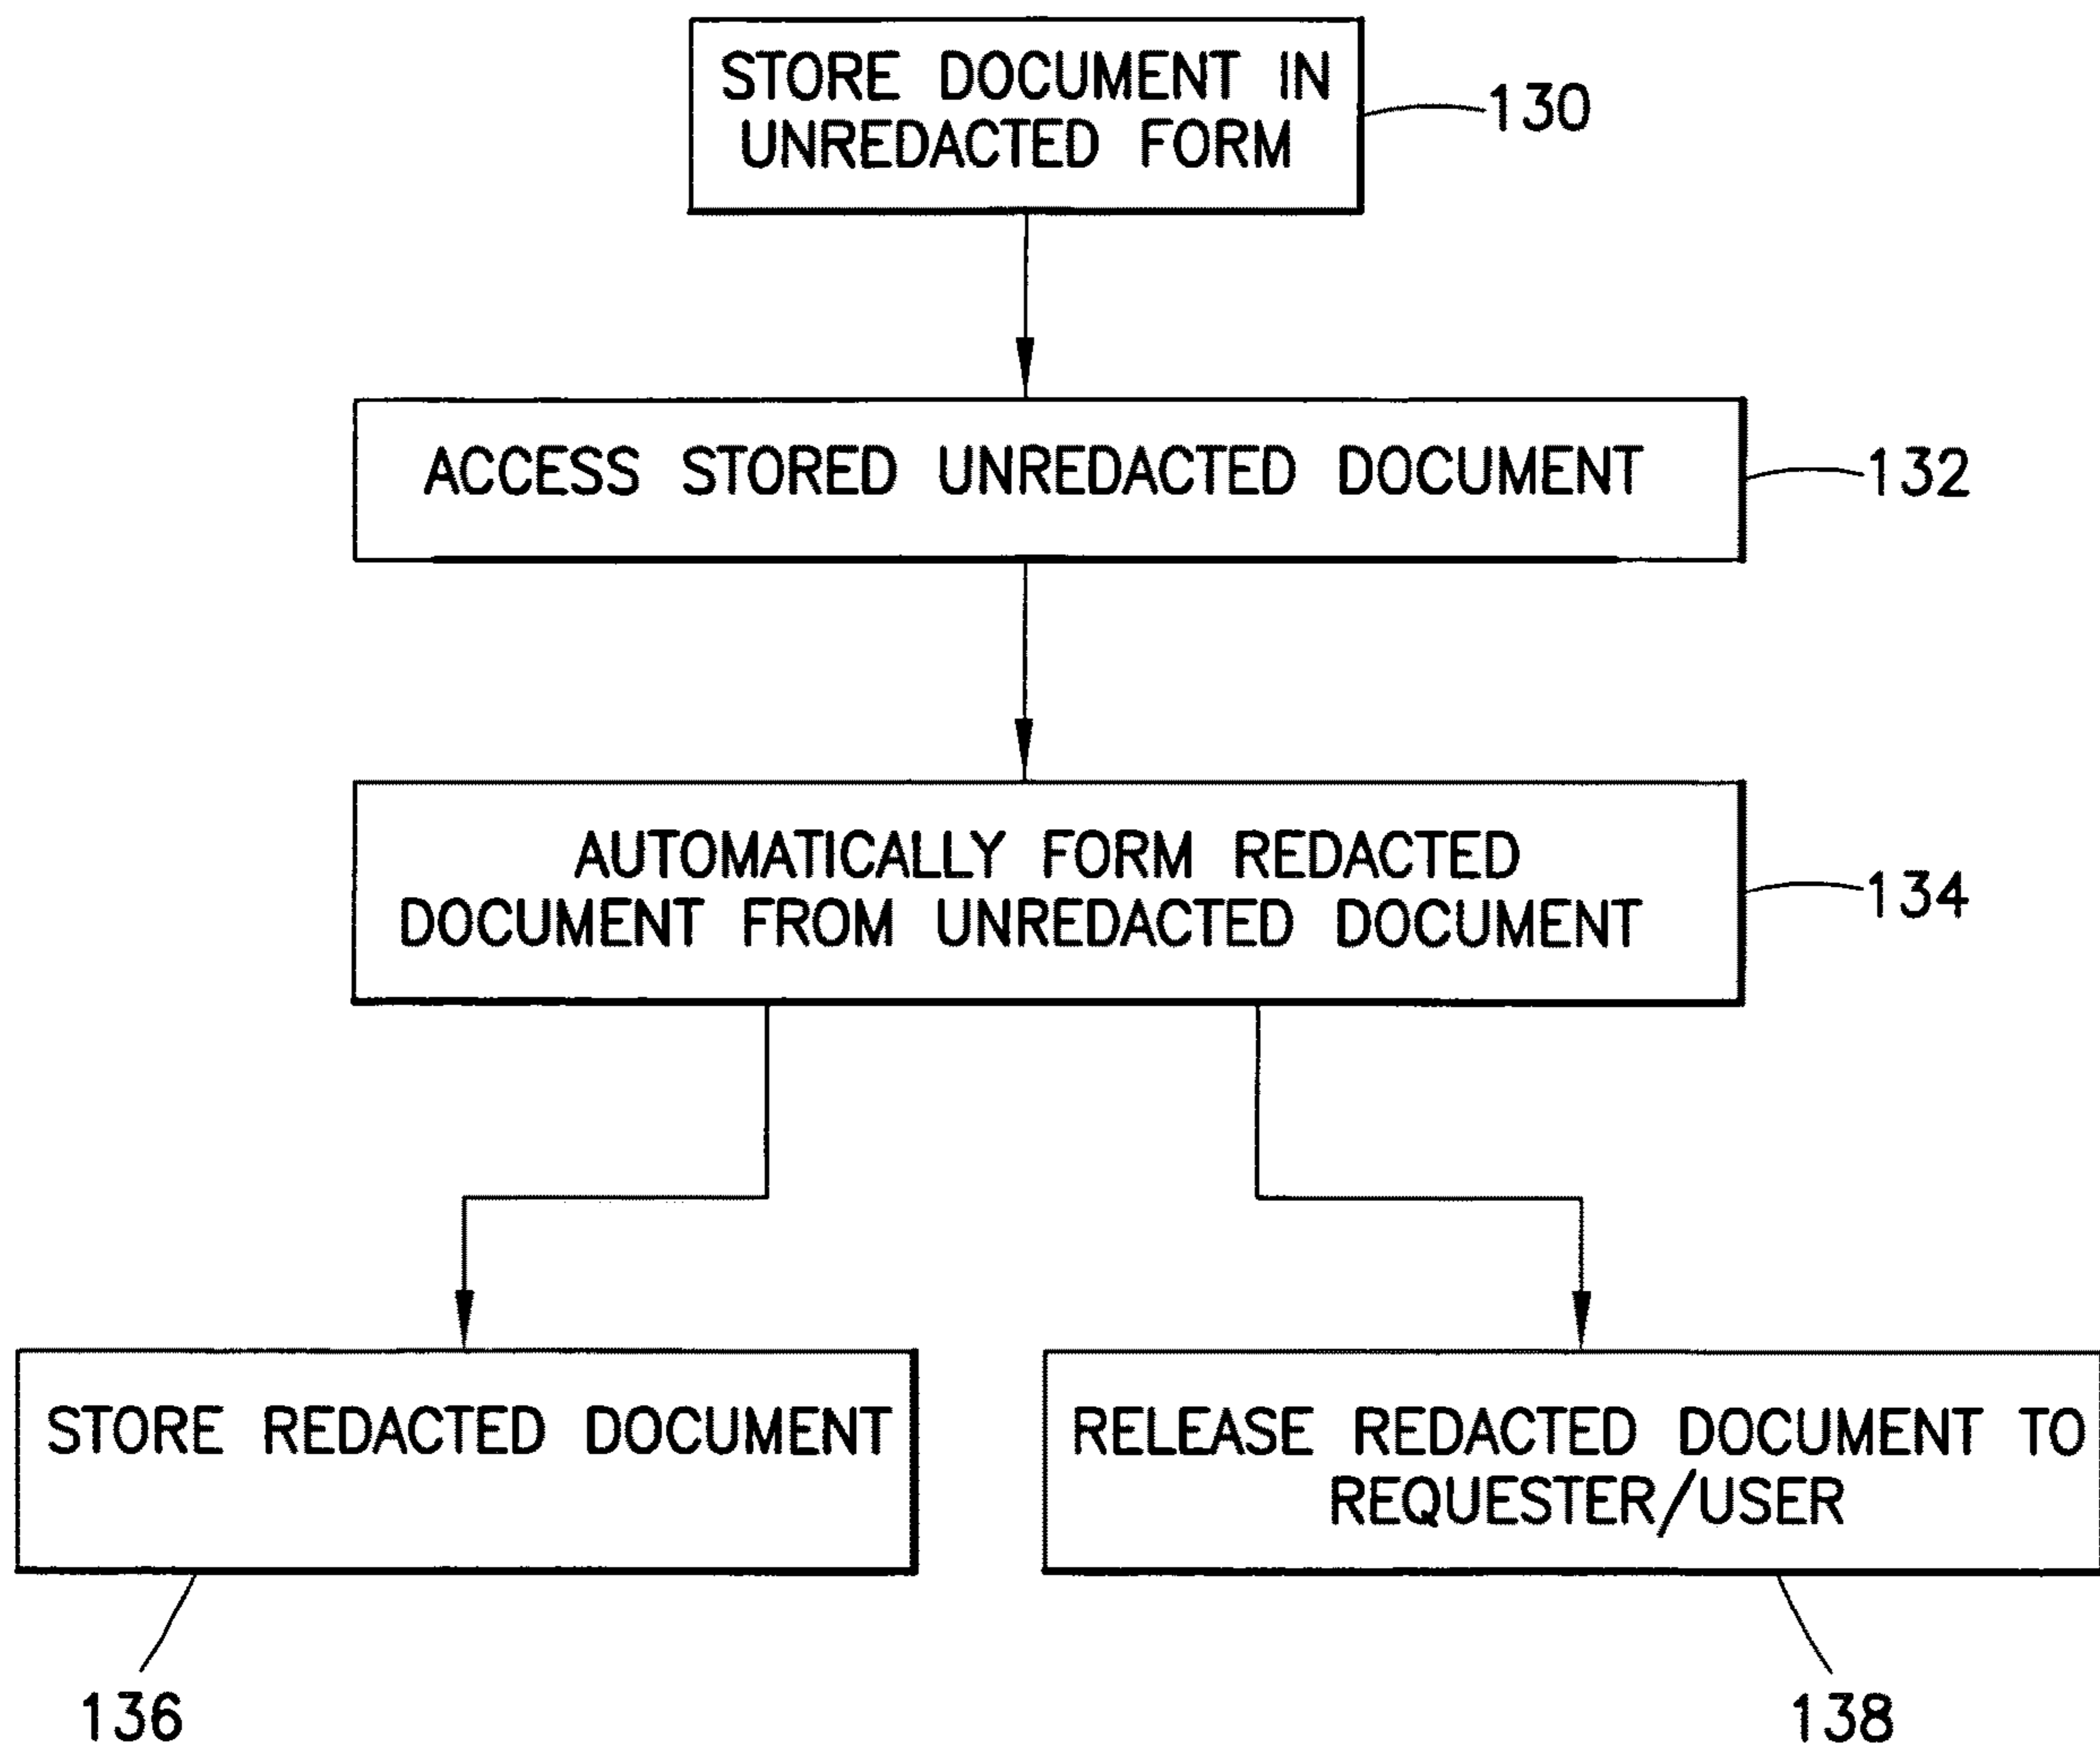 STORE DOCUMENT IN
UNREDACTED FORM
130
ACCESS STORED UNREDACTED DOCUMENT
132
AUTOMATICALLY FORM REDACTED
DOCUMENT FROM UNREDACTED DOCUMENT
134
STORE REDACTED DOCUMENT
RELEASE REDACTED DOCUMENT TO
REQUESTER/USER
136
138